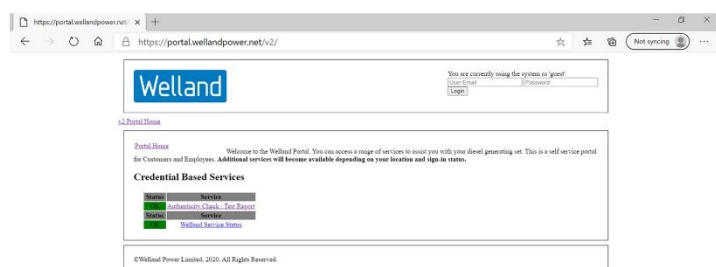 https://portal.wellandpower.net/
https://portal.wellandpower.net/v2/
Not syncing
Welland
You are currently using the system as 'guest'
User Email
Password
Login
v2 Portal Home
Portal Home
Welcome to the Welland Portal. You can access a range of services to assist you with your diesel generating set. This is a self service portal
for Customers and Employees. Additional services will become available depending on your location and sign-in status.
Credential Based Services
Status Service
OK Authenticity Check / Test Report
Status Service
OK Welland Service Status
©Welland Power Limited, 2020, All Rights Reserved.